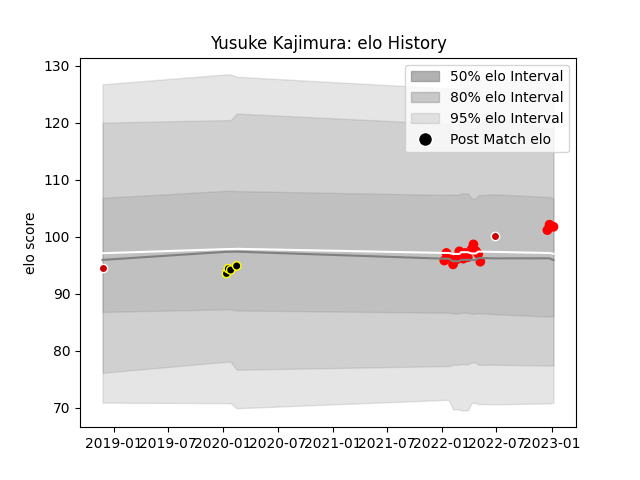 Yusuke Kajimura: elo History
130
120
110
100
90
80
70
elo score
50% elo Interval
80% elo Interval
95% elo Interval
Post Match elo
2019-01 2019-07 2020-01 2020-07 2021-01 2021-07 2022-01 2022-07 2023-01